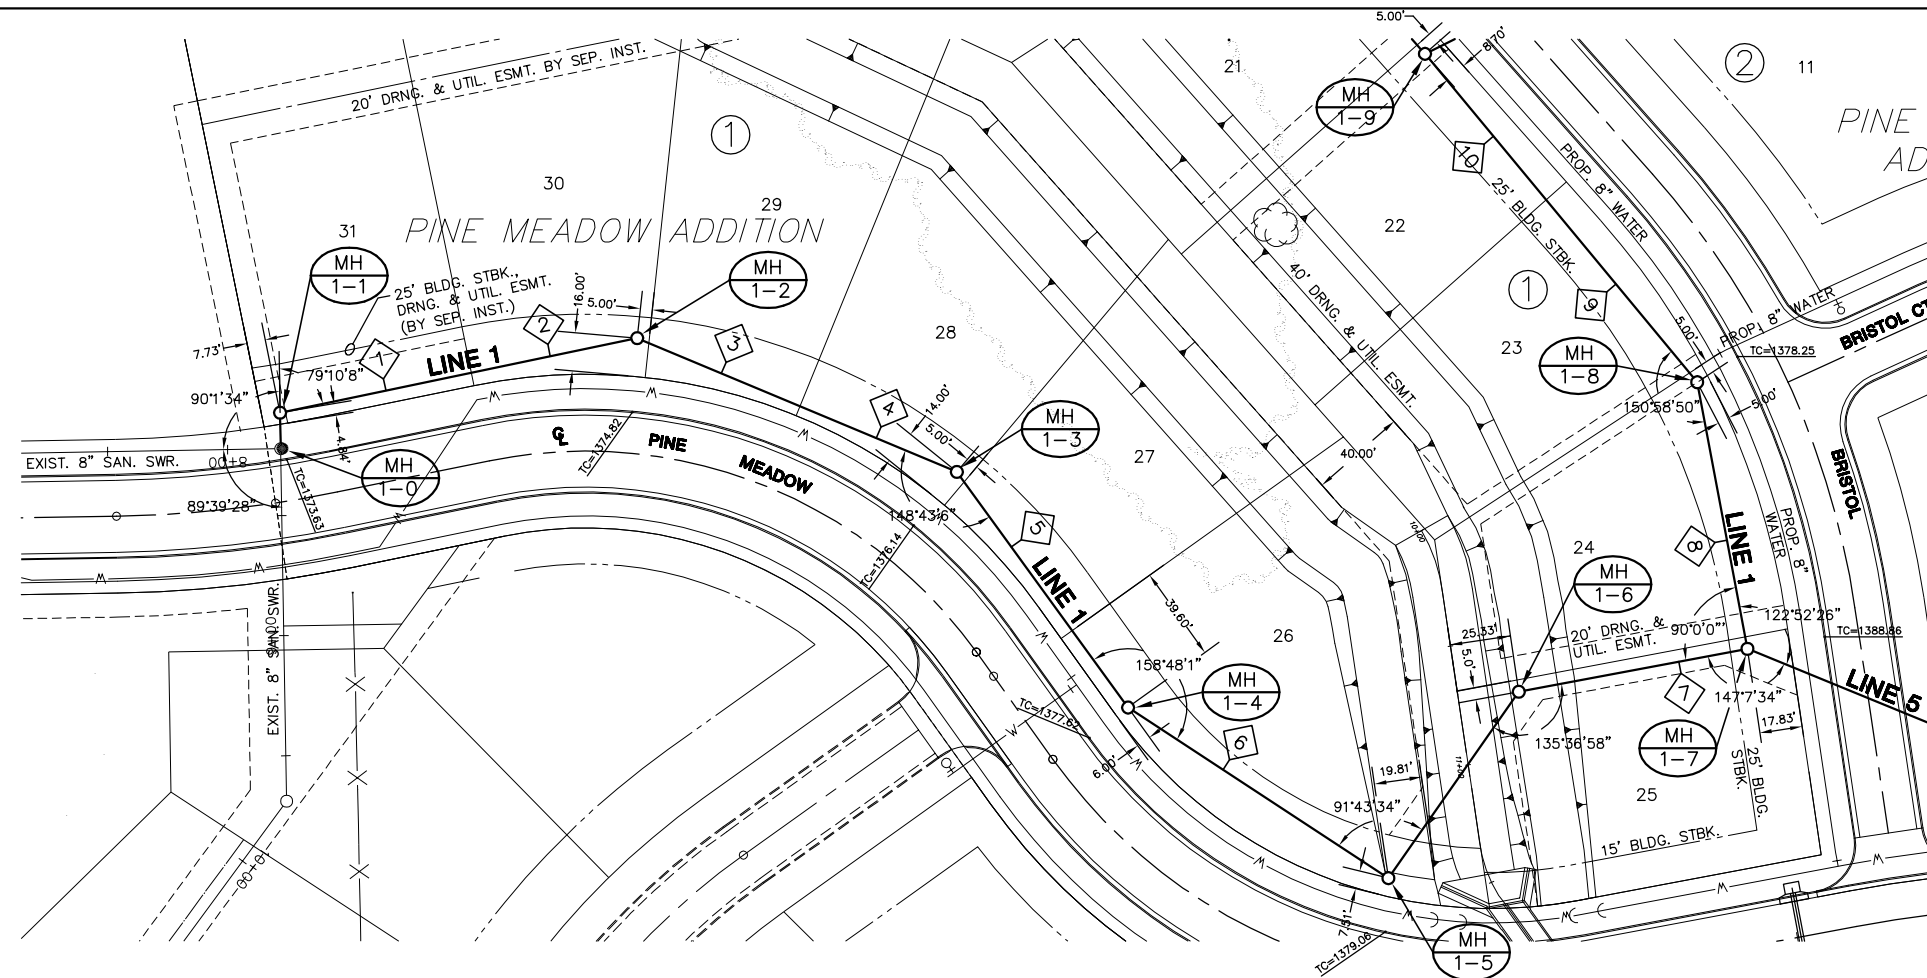 5.00'
8.70'
21
2
11
20' DRNG. & UTIL. ESMT. BY SEP. INST.
MH
1-9
PINE
AD
1
30
29
PINE MEADOW ADDITION
31
10
PROP. 8" WATER
25' BLDG. STBK.
22
MH
1-1
MH
1-2
25' BLDG. STBK.,
DRNG. & UTIL. ESMT.
(BY SEP. INST.)
16.00'
5.00'
40' DRNG. & UTIL. ESMT.
1
9
PROP. 8" WATER
BRISTOL CT
2
3
28
7.73'
1
LINE 1
79°10'8"
90°1'34"
23
5.00'
TC=1378.25
MH
1-8
150°58'50"
5.00'
4
14.00'
5.00'
MH
1-3
4.84'
℄
PINE
MEADOW
TC=1374.82
27
40.00'
EXIST. 8" SAN. SWR.
00+8
MH
1-0
TC=1373.63
89°39'28"
148°43'6"
5
TC=1376.14
10+00
BRISTOL
LINE 1
PROP. 8"
WATER
8
24
MH
1-6
LINE 1
39.60'
26
25.33'
5.0'
20' DRNG. &
UTIL. ESMT.
90°0'0"
122°52'26"
TC=1388.86
EXIST. 8" SAN. SWR.
158°48'1"
MH
1-4
TC=1377.62
6
7
147°7'34"
LINE 5
17.83'
135°36'58"
MH
1-7
25' BLDG.
STBK.
6.00'
19.81'
11+00
91°43'34"
25
15' BLDG. STBK.
00+0
7.51'
TC=1379.06
MH
1-5